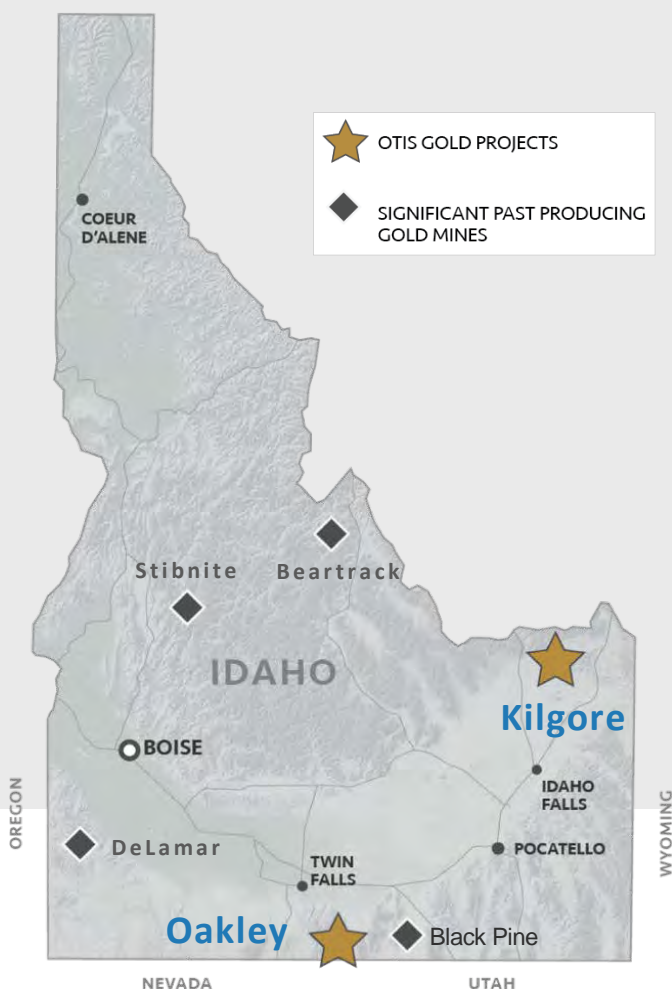 OTIS GOLD PROJECTS
SIGNIFICANT PAST PRODUCING
GOLD MINES
COEUR
D'ALENE
Stibnite
Beartrack
IDAHO
Kilgore
BOISE
IDAHO
FALLS
OREGON
WYOMING
DeLamar
POCATELLO
TWIN
FALLS
Oakley
Black Pine
NEVADA
UTAH